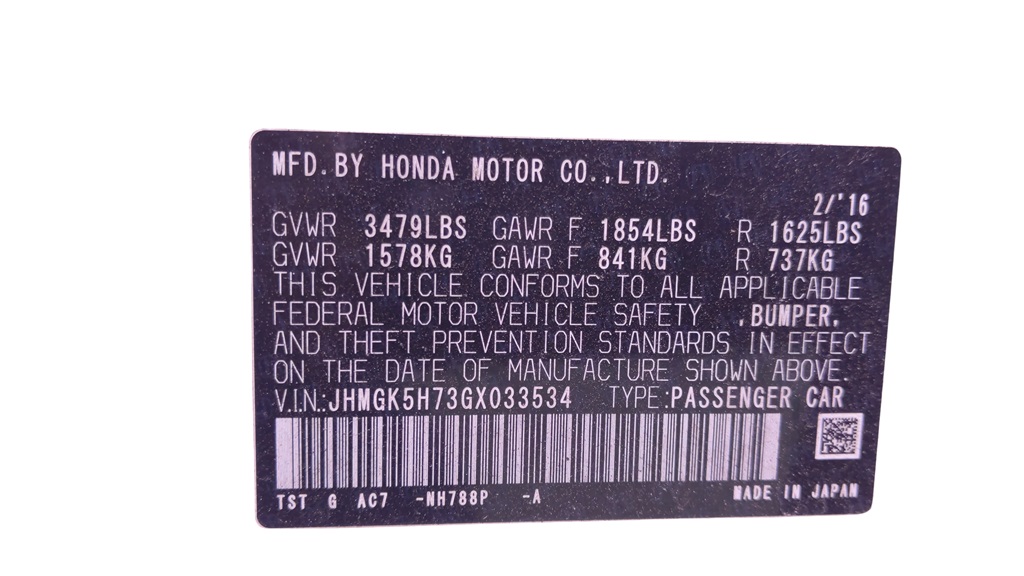 MFD. BY HONDA MOTOR CO., LTD.
2/'16
GVWR 3479LBS GAWR F 1854LBS R 1625LBS
GVWR 1578KG GAWR F 841KG R 737KG
THIS VEHICLE CONFORMS TO ALL APPLICABLE
FEDERAL MOTOR VEHICLE SAFETY ,BUMPER,
AND THEFT PREVENTION STANDARDS IN EFFECT
ON THE DATE OF MANUFACTURE SHOWN ABOVE.
V.I.N.:JHMGK5H73GX033534 TYPE:PASSENGER CAR
TST G AC7 -NH788P -A MADE IN JAPAN